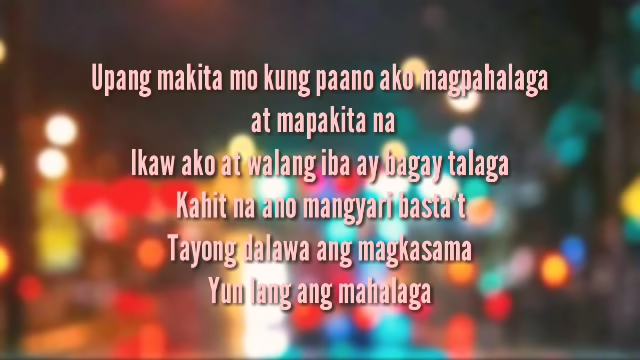 Upang makita mo kung paano ako magpahalaga
at mapakita na
Ikaw ako at walang iba ay bagay talaga
Kahit na ano mangyari basta't
Tayong dalawa ang magkasama
Yun lang ang mahalaga